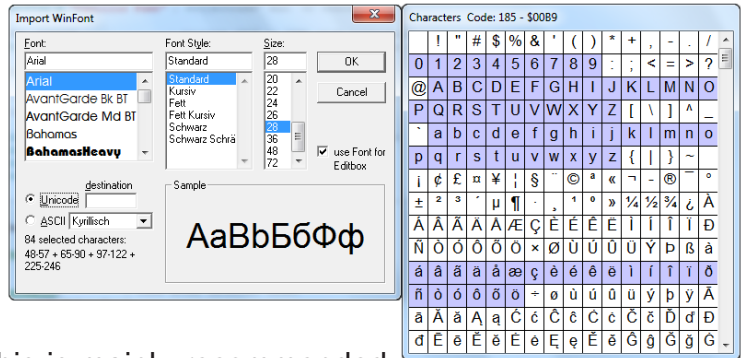 Import WinFont
Font:
Arial
Arial
AvantGarde Bk BT
AvantGarde Md BT
Bahamas
BahamasHeavy
Font Style:
Standard
Standard
Kursiv
Fett
Fett Kursiv
Schwarz
Schwarz Schrä
Size:
28
20
22
24
26
28
36
48
72
OK
Cancel
use Font for
Editbox
destination
Unicode
ASCII Kyrillisch
84 selected characters:
48-57 + 65-90 + 97-122 +
225-246
Sample
AaBbБбФф
Characters Code: 185 - $00B9
! " # $ % & ' ( ) * + , - . /
0 1 2 3 4 5 6 7 8 9 : ; < = > ?
@ A B C D E F G H I J K L M N O
P Q R S T U V W X Y Z [ \ ] ^ _
` a b c d e f g h i j k l m n o
p q r s t u v w x y z { | } ~
¡ ¢ £ ¤ ¥ ¦ § ¨ © ª « ¬ - ® ¯ °
± ² ³ ´ µ ¶ · ¸ ¹ º » ¼ ½ ¾ ¿ À
Á Â Ã Ä Å Æ Ç È É Ê Ë Ì Í Î Ï Ð
Ñ Ò Ó Ô Õ Ö × Ø Ù Ú Û Ü Ý Þ ß à
á â ã ä å æ ç è é ê ë ì í î ï ð
ñ ò ó ô õ ö ÷ ø ù ú û ü ý þ ÿ Ā
ā Ă ă Ą ą Ć ć Ĉ ĉ Ċ ċ Č č Ď ď Đ
đ Ē ē Ĕ ĕ Ė ė Ę ę Ě ě Ĝ ĝ Ğ ğ Ġ